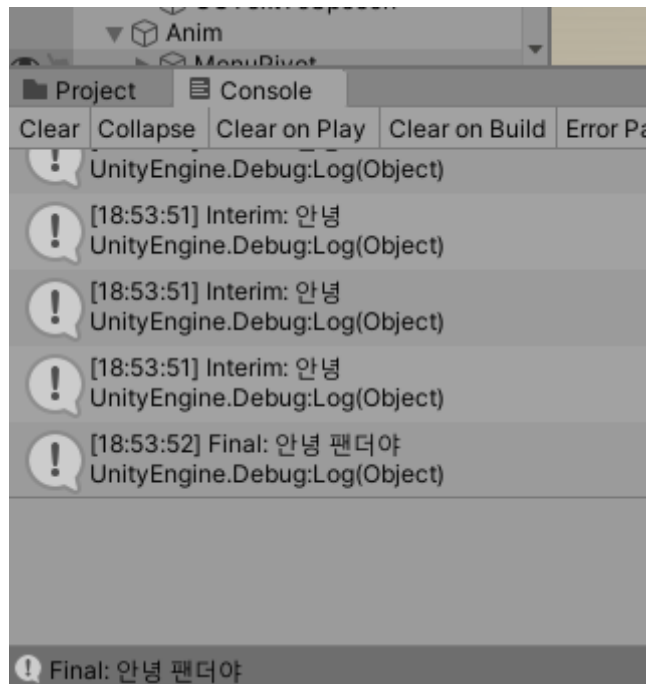 Anim
Project Console
Clear Collapse Clear on Play Clear on Build Error
UnityEngine.Debug:Log(Object)
[18:53:51] Interim: 안녕
UnityEngine.Debug:Log(Object)
[18:53:51] Interim: 안녕
UnityEngine.Debug:Log(Object)
[18:53:51] Interim: 안녕
UnityEngine.Debug:Log(Object)
[18:53:52] Final: 안녕 팬더야
UnityEngine.Debug:Log(Object)
Final: 안녕 팬더야